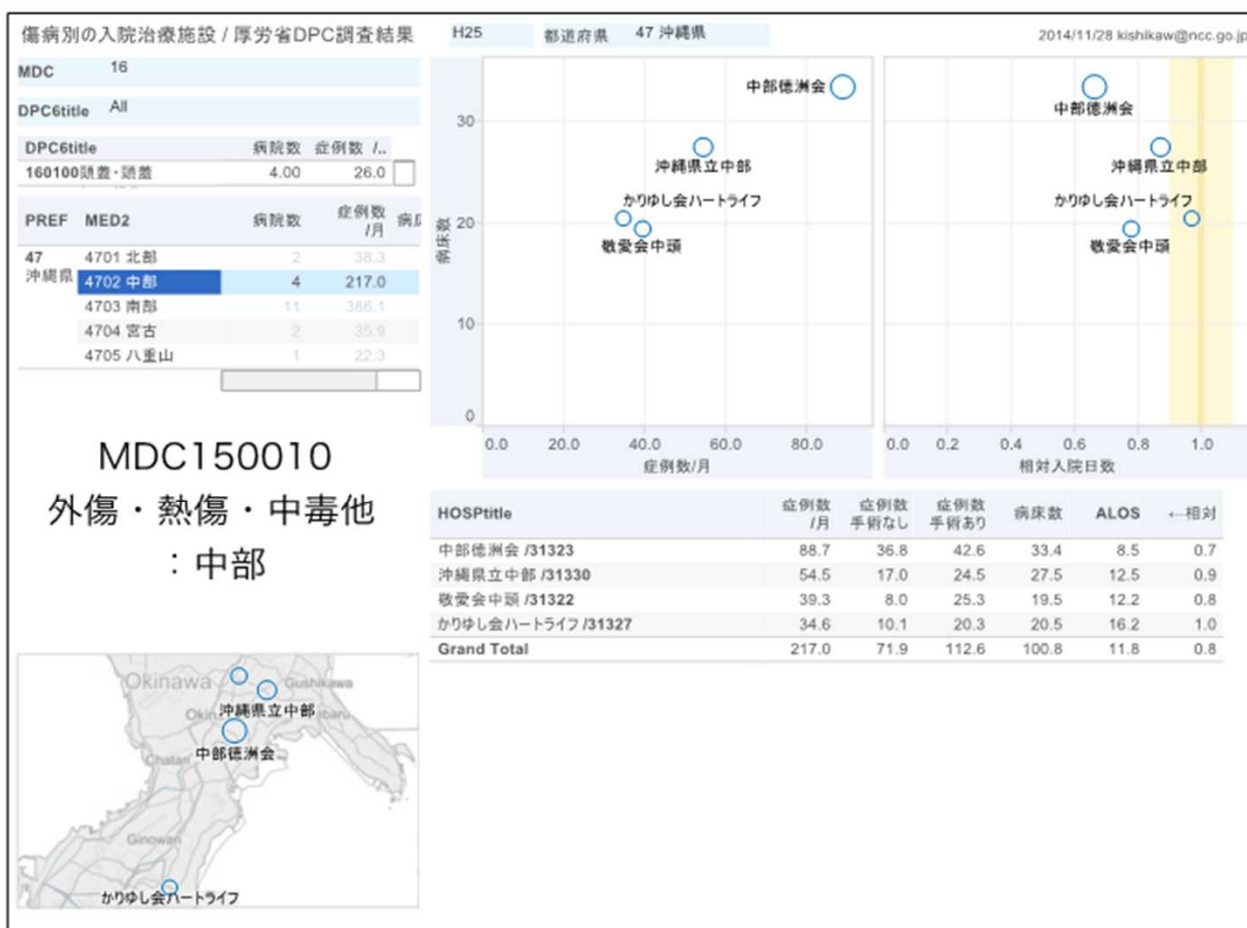 傷病別の入院治療施設 / 厚労省DPC調査結果
H25 都道府県 47 沖縄県
2014/11/28 kishikaw@ncc.go.jp
MDC 16
DPC6title All
DPC6title 病院数 症例数 /..
160100頭蓋・頭蓋 4.00 26.0
PREF MED2 病院数 症例数/月 病床
47 沖縄県
4701 北部 2 38.3
4702 中部 4 217.0
4703 南部 11 386.1
4704 宮古 2 35.9
4705 八重山 1 22.3
MDC150010
外傷・熱傷・中毒他
：中部
Okinawa
Gushikawa
沖縄県立中部
中部徳洲会
Chatan
Ginowan
かりゆし会ハートライフ
病床数
30
20
10
0
中部徳洲会
沖縄県立中部
かりゆし会ハートライフ
敬愛会中頭
0.0 20.0 40.0 60.0 80.0
症例数/月
中部徳洲会
沖縄県立中部
かりゆし会ハートライフ
敬愛会中頭
0.0 0.2 0.4 0.6 0.8 1.0
相対入院日数
HOSPtitle 症例数/月 症例数手術なし 症例数手術あり 病床数 ALOS ←相対
中部徳洲会 /31323 88.7 36.8 42.6 33.4 8.5 0.7
沖縄県立中部 /31330 54.5 17.0 24.5 27.5 12.5 0.9
敬愛会中頭 /31322 39.3 8.0 25.3 19.5 12.2 0.8
かりゆし会ハートライフ /31327 34.6 10.1 20.3 20.5 16.2 1.0
Grand Total 217.0 71.9 112.6 100.8 11.8 0.8